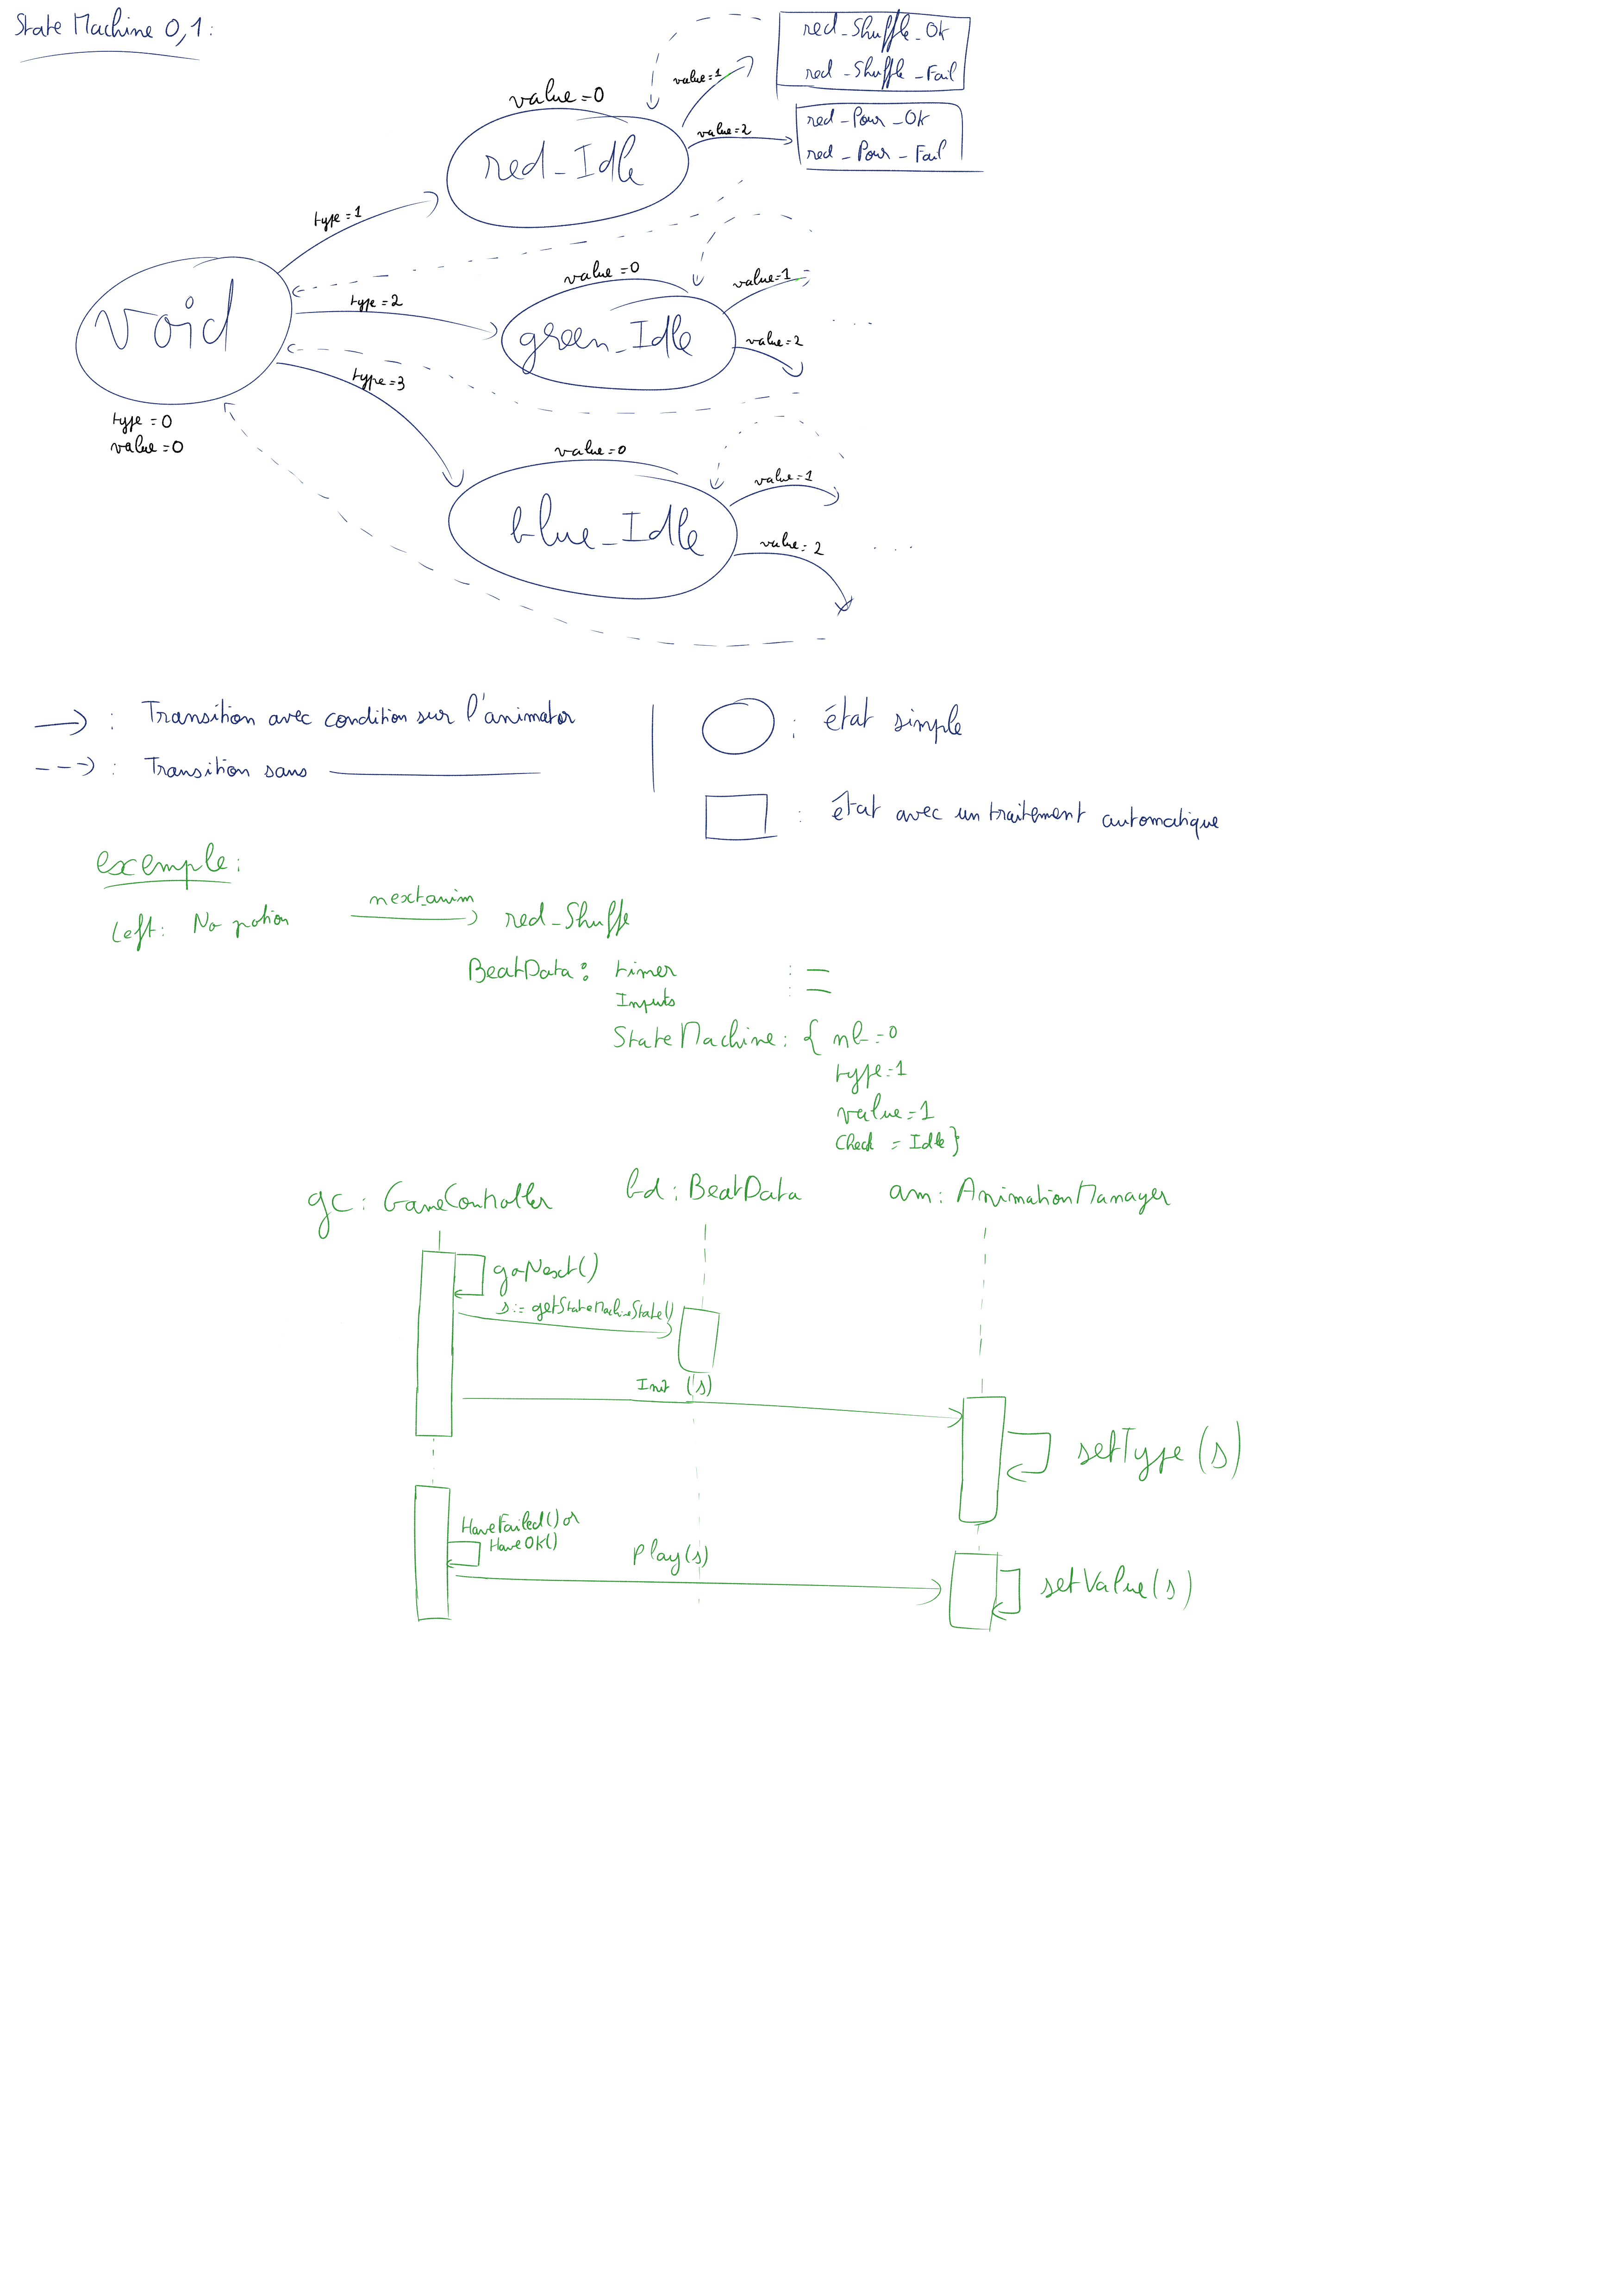 State Machine 0,1:
red_Shuffle_Ok
red_Shuffle_Fail
value=1
value=0
red_Idle
value=2
red_Pour_Ok
red_Pour_Fail
type=1
void
type=2
value=0
green_Idle
value=1
value=2
. . .
type=3
type=0
value=0
value=0
blue_Idle
value=1
value=2
. . .
: Transition avec condition sur l'animator
: Transition sans
: état simple
: état avec un traitement automatique
exemple:
Left: No potion
next_anim
red_Shuffe
BeatData: timer : —
Inputs : —
StateMachine: { nb=0
type=1
value=1
Check = Idle}
gc: GameController
bd: BeatData
am: AnimationManager
goNext()
s:= getStateMachineState()
Init (s)
setType(s)
HaveFailed() or
HaveOK()
Play(s)
setValue(s)